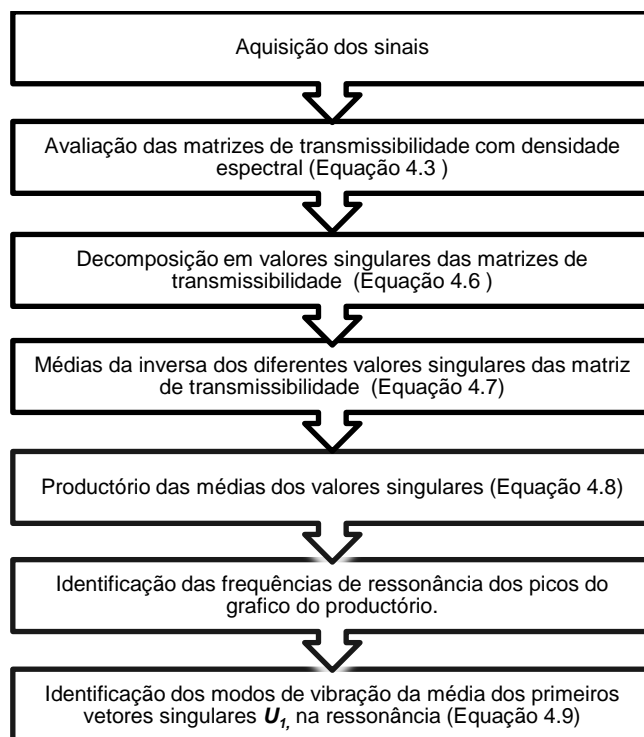 Aquisição dos sinais
Avaliação das matrizes de transmissibilidade com densidade
espectral (Equação 4.3 )
Decomposição em valores singulares das matrizes de
transmissibilidade  (Equação 4.6 )
Médias da inversa dos diferentes valores singulares das matriz
de transmissibilidade  (Equação 4.7)
Productório das médias dos valores singulares (Equação 4.8)
Identificação das frequências de ressonância dos picos do
grafico do productório.
Identificação dos modos de vibração da média dos primeiros
vetores singulares U1, na ressonância (Equação 4.9)